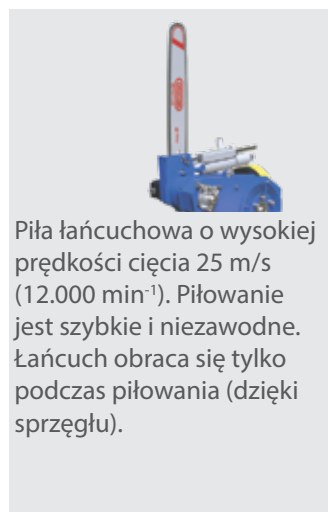 Piła łańcuchowa o wysokiej
prędkości cięcia 25 m/s
(12.000 min⁻¹). Piłowanie
jest szybkie i niezawodne.
Łańcuch obraca się tylko
podczas piłowania (dzięki
sprzęgłu).